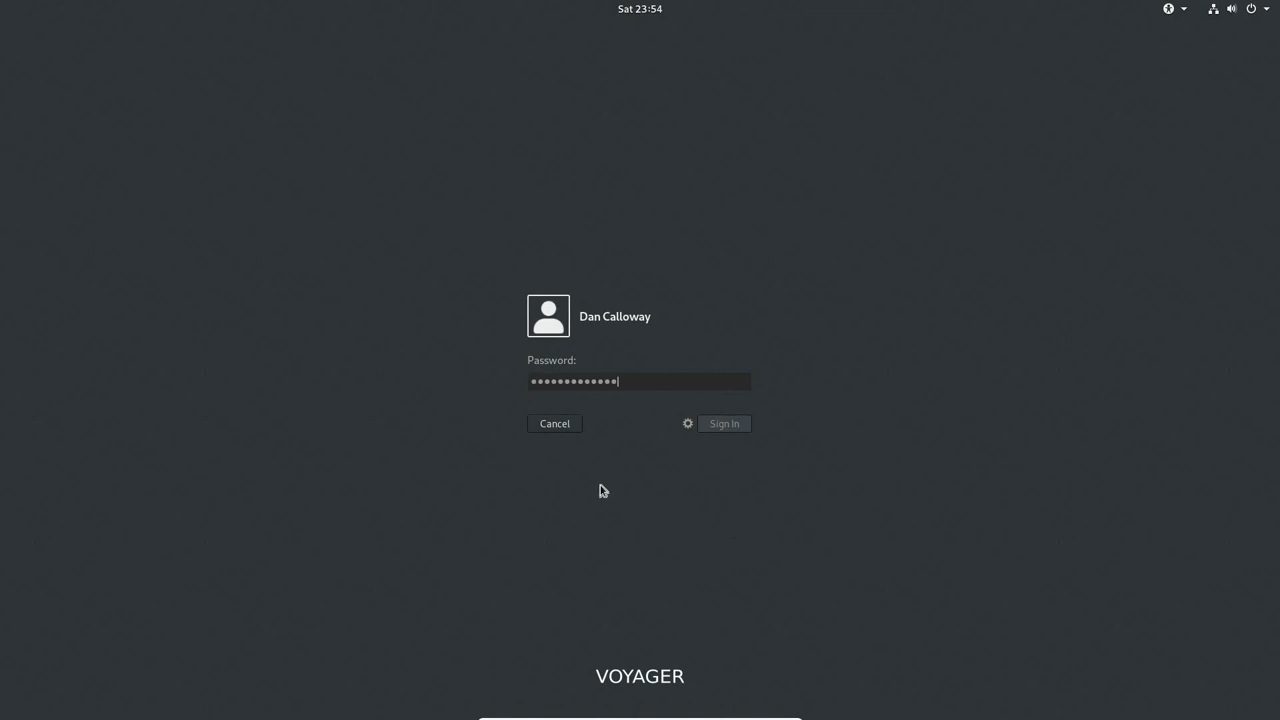 Sat 23:54
Dan Calloway
Password:
●●●●●●●●●●●●●
Cancel
Sign In
VOYAGER